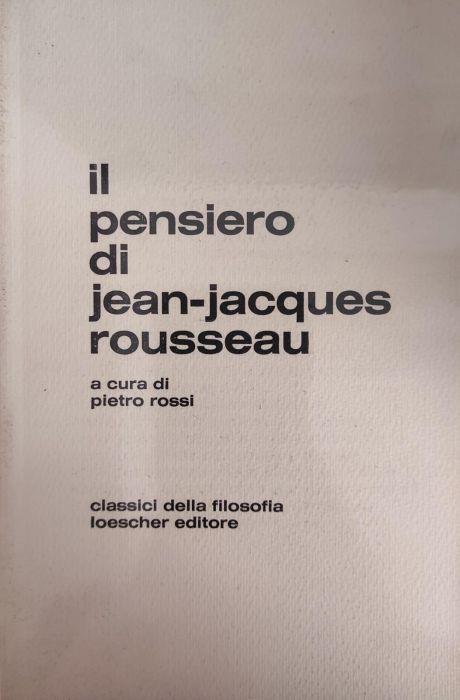 il
pensiero
di
jean-jacques
rousseau
a cura di
pietro rossi
classici della filosofia
loescher editore